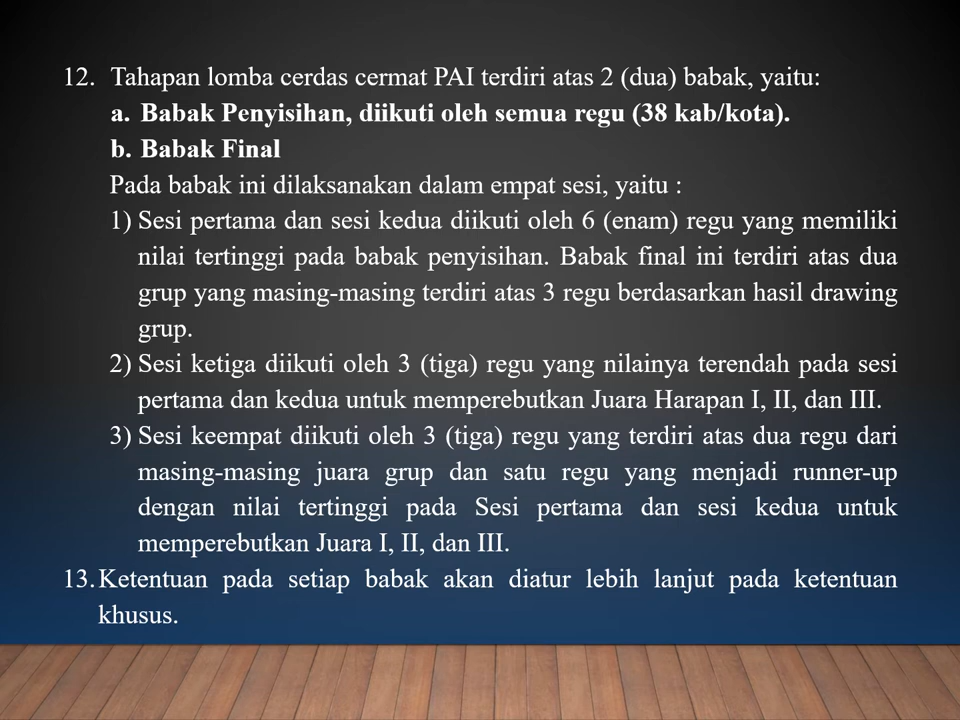 12. Tahapan lomba cerdas cermat PAI terdiri atas 2 (dua) babak, yaitu:
a. Babak Penyisihan, diikuti oleh semua regu (38 kab/kota).
b. Babak Final
Pada babak ini dilaksanakan dalam empat sesi, yaitu :
1) Sesi pertama dan sesi kedua diikuti oleh 6 (enam) regu yang memiliki
nilai tertinggi pada babak penyisihan. Babak final ini terdiri atas dua
grup yang masing-masing terdiri atas 3 regu berdasarkan hasil drawing
grup.
2) Sesi ketiga diikuti oleh 3 (tiga) regu yang nilainya terendah pada sesi
pertama dan kedua untuk memperebutkan Juara Harapan I, II, dan III.
3) Sesi keempat diikuti oleh 3 (tiga) regu yang terdiri atas dua regu dari
masing-masing juara grup dan satu regu yang menjadi runner-up
dengan nilai tertinggi pada Sesi pertama dan sesi kedua untuk
memperebutkan Juara I, II, dan III.
13. Ketentuan pada setiap babak akan diatur lebih lanjut pada ketentuan
khusus.